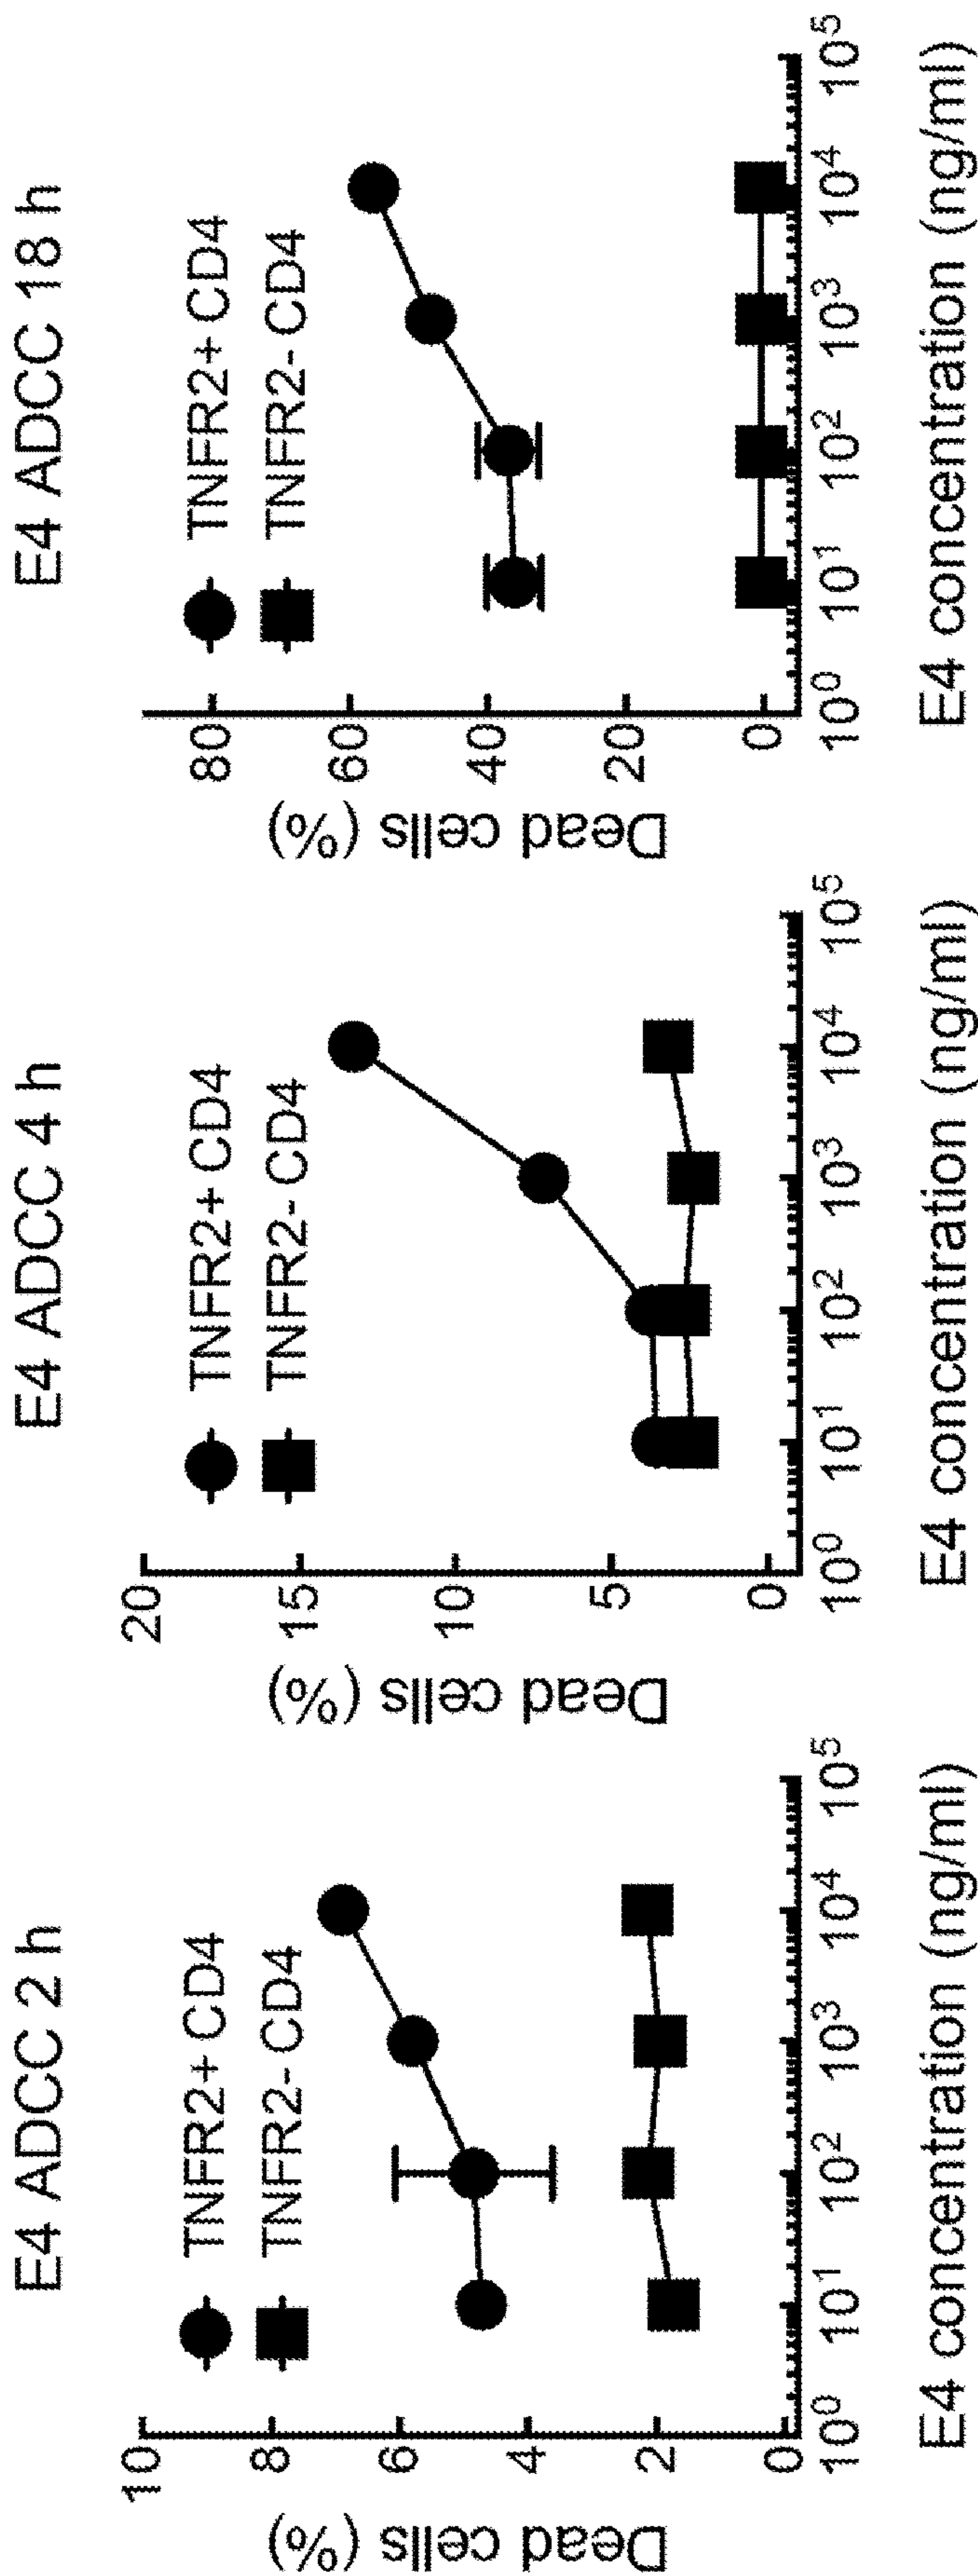 E4 ADCC 2 h
TNFR2+ CD4
TNFR2- CD4
Dead cells (%)
10
8
6
4
2
0
10⁰ 10¹ 10² 10³ 10⁴ 10⁵
E4 concentration (ng/ml)
E4 ADCC 4 h
TNFR2+ CD4
TNFR2- CD4
Dead cells (%)
20
15
10
5
0
10⁰ 10¹ 10² 10³ 10⁴ 10⁵
E4 concentration (ng/ml)
E4 ADCC 18 h
TNFR2+ CD4
TNFR2- CD4
Dead cells (%)
80
60
40
20
0
10⁰ 10¹ 10² 10³ 10⁴ 10⁵
E4 concentration (ng/ml)